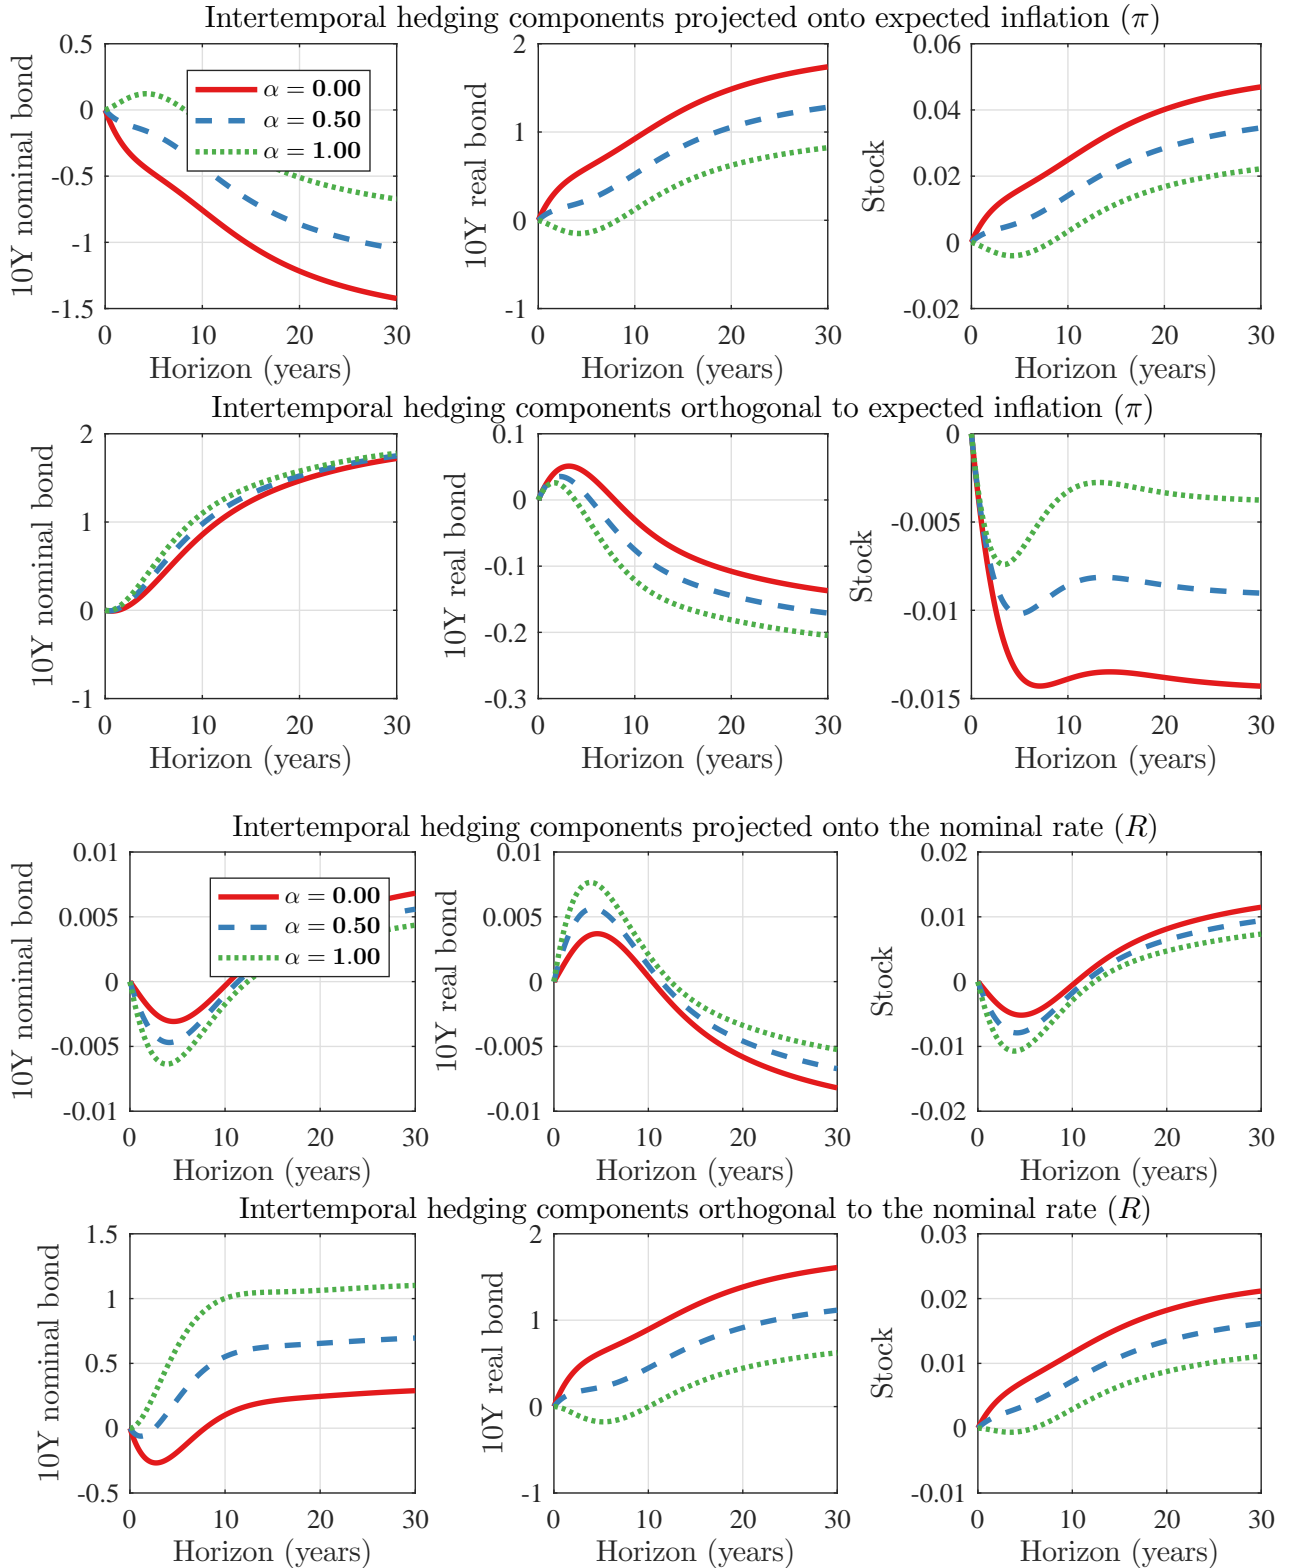 Intertemporal hedging components projected onto expected inflation (π)
10Y nominal bond
0.5
0
-0.5
-1
-1.5
α = 0.00
α = 0.50
α = 1.00
0 10 20 30
Horizon (years)
10Y real bond
2
1
0
-1
0 10 20 30
Horizon (years)
Stock
0.06
0.04
0.02
0
-0.02
0 10 20 30
Horizon (years)
Intertemporal hedging components orthogonal to expected inflation (π)
10Y nominal bond
2
1
0
-1
0 10 20 30
Horizon (years)
10Y real bond
0.1
0
-0.1
-0.2
-0.3
0 10 20 30
Horizon (years)
Stock
0
-0.005
-0.01
-0.015
0 10 20 30
Horizon (years)
Intertemporal hedging components projected onto the nominal rate (R)
10Y nominal bond
0.01
0.005
0
-0.005
-0.01
α = 0.00
α = 0.50
α = 1.00
0 10 20 30
Horizon (years)
10Y real bond
0.01
0.005
0
-0.005
-0.01
0 10 20 30
Horizon (years)
Stock
0.02
0.01
0
-0.01
-0.02
0 10 20 30
Horizon (years)
Intertemporal hedging components orthogonal to the nominal rate (R)
10Y nominal bond
1.5
1
0.5
0
-0.5
0 10 20 30
Horizon (years)
10Y real bond
2
1
0
-1
0 10 20 30
Horizon (years)
Stock
0.03
0.02
0.01
0
-0.01
0 10 20 30
Horizon (years)